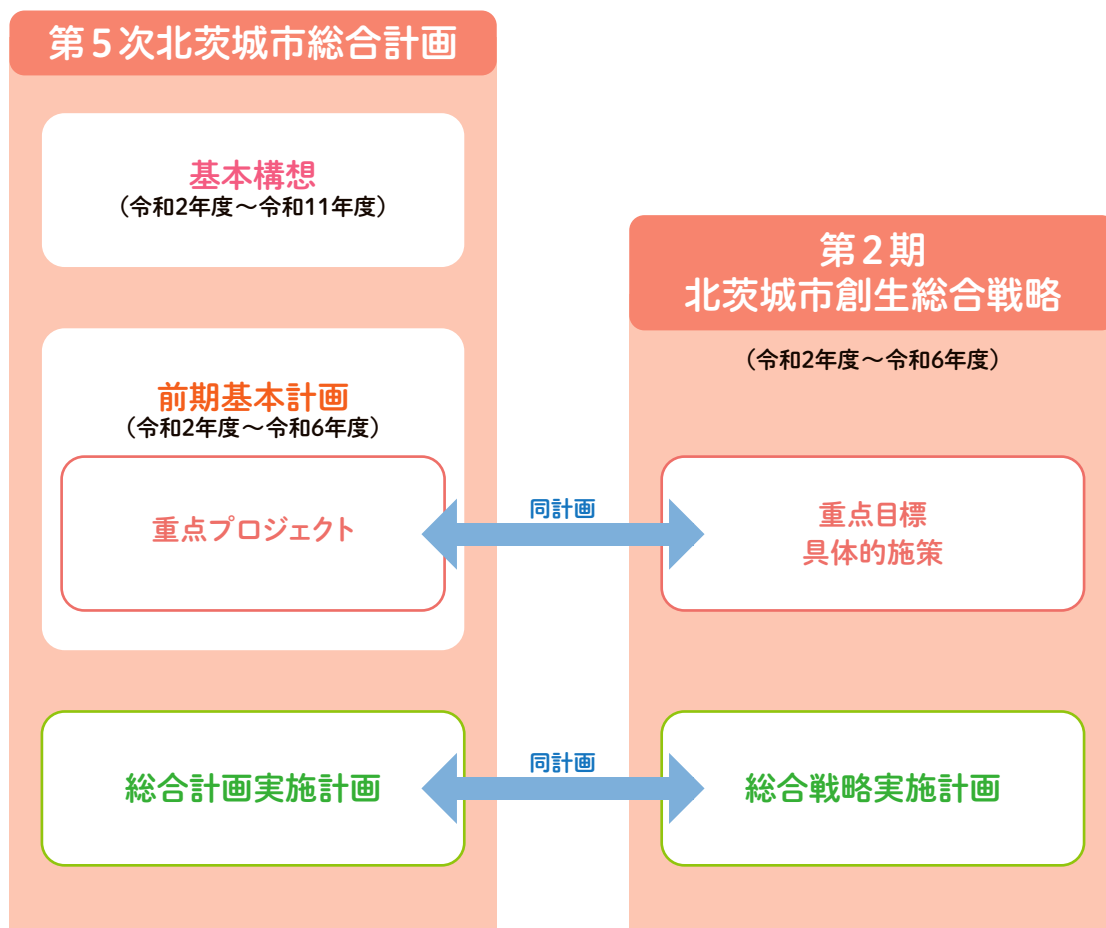 第5次北茨城市総合計画
基本構想
（令和2年度～令和11年度）
前期基本計画
（令和2年度～令和6年度）
重点プロジェクト
総合計画実施計画
同計画
同計画
第2期
北茨城市創生総合戦略
（令和2年度～令和6年度）
重点目標
具体的施策
総合戦略実施計画